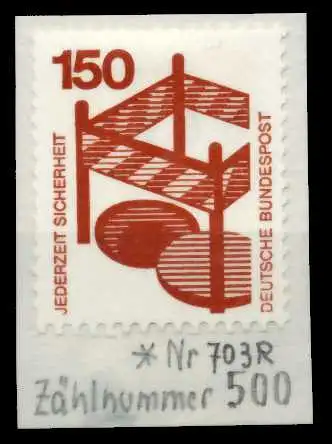 150
JEDERZEIT SICHERHEIT
DEUTSCHE BUNDESPOST
* Nr 703R
Zählnummer 500